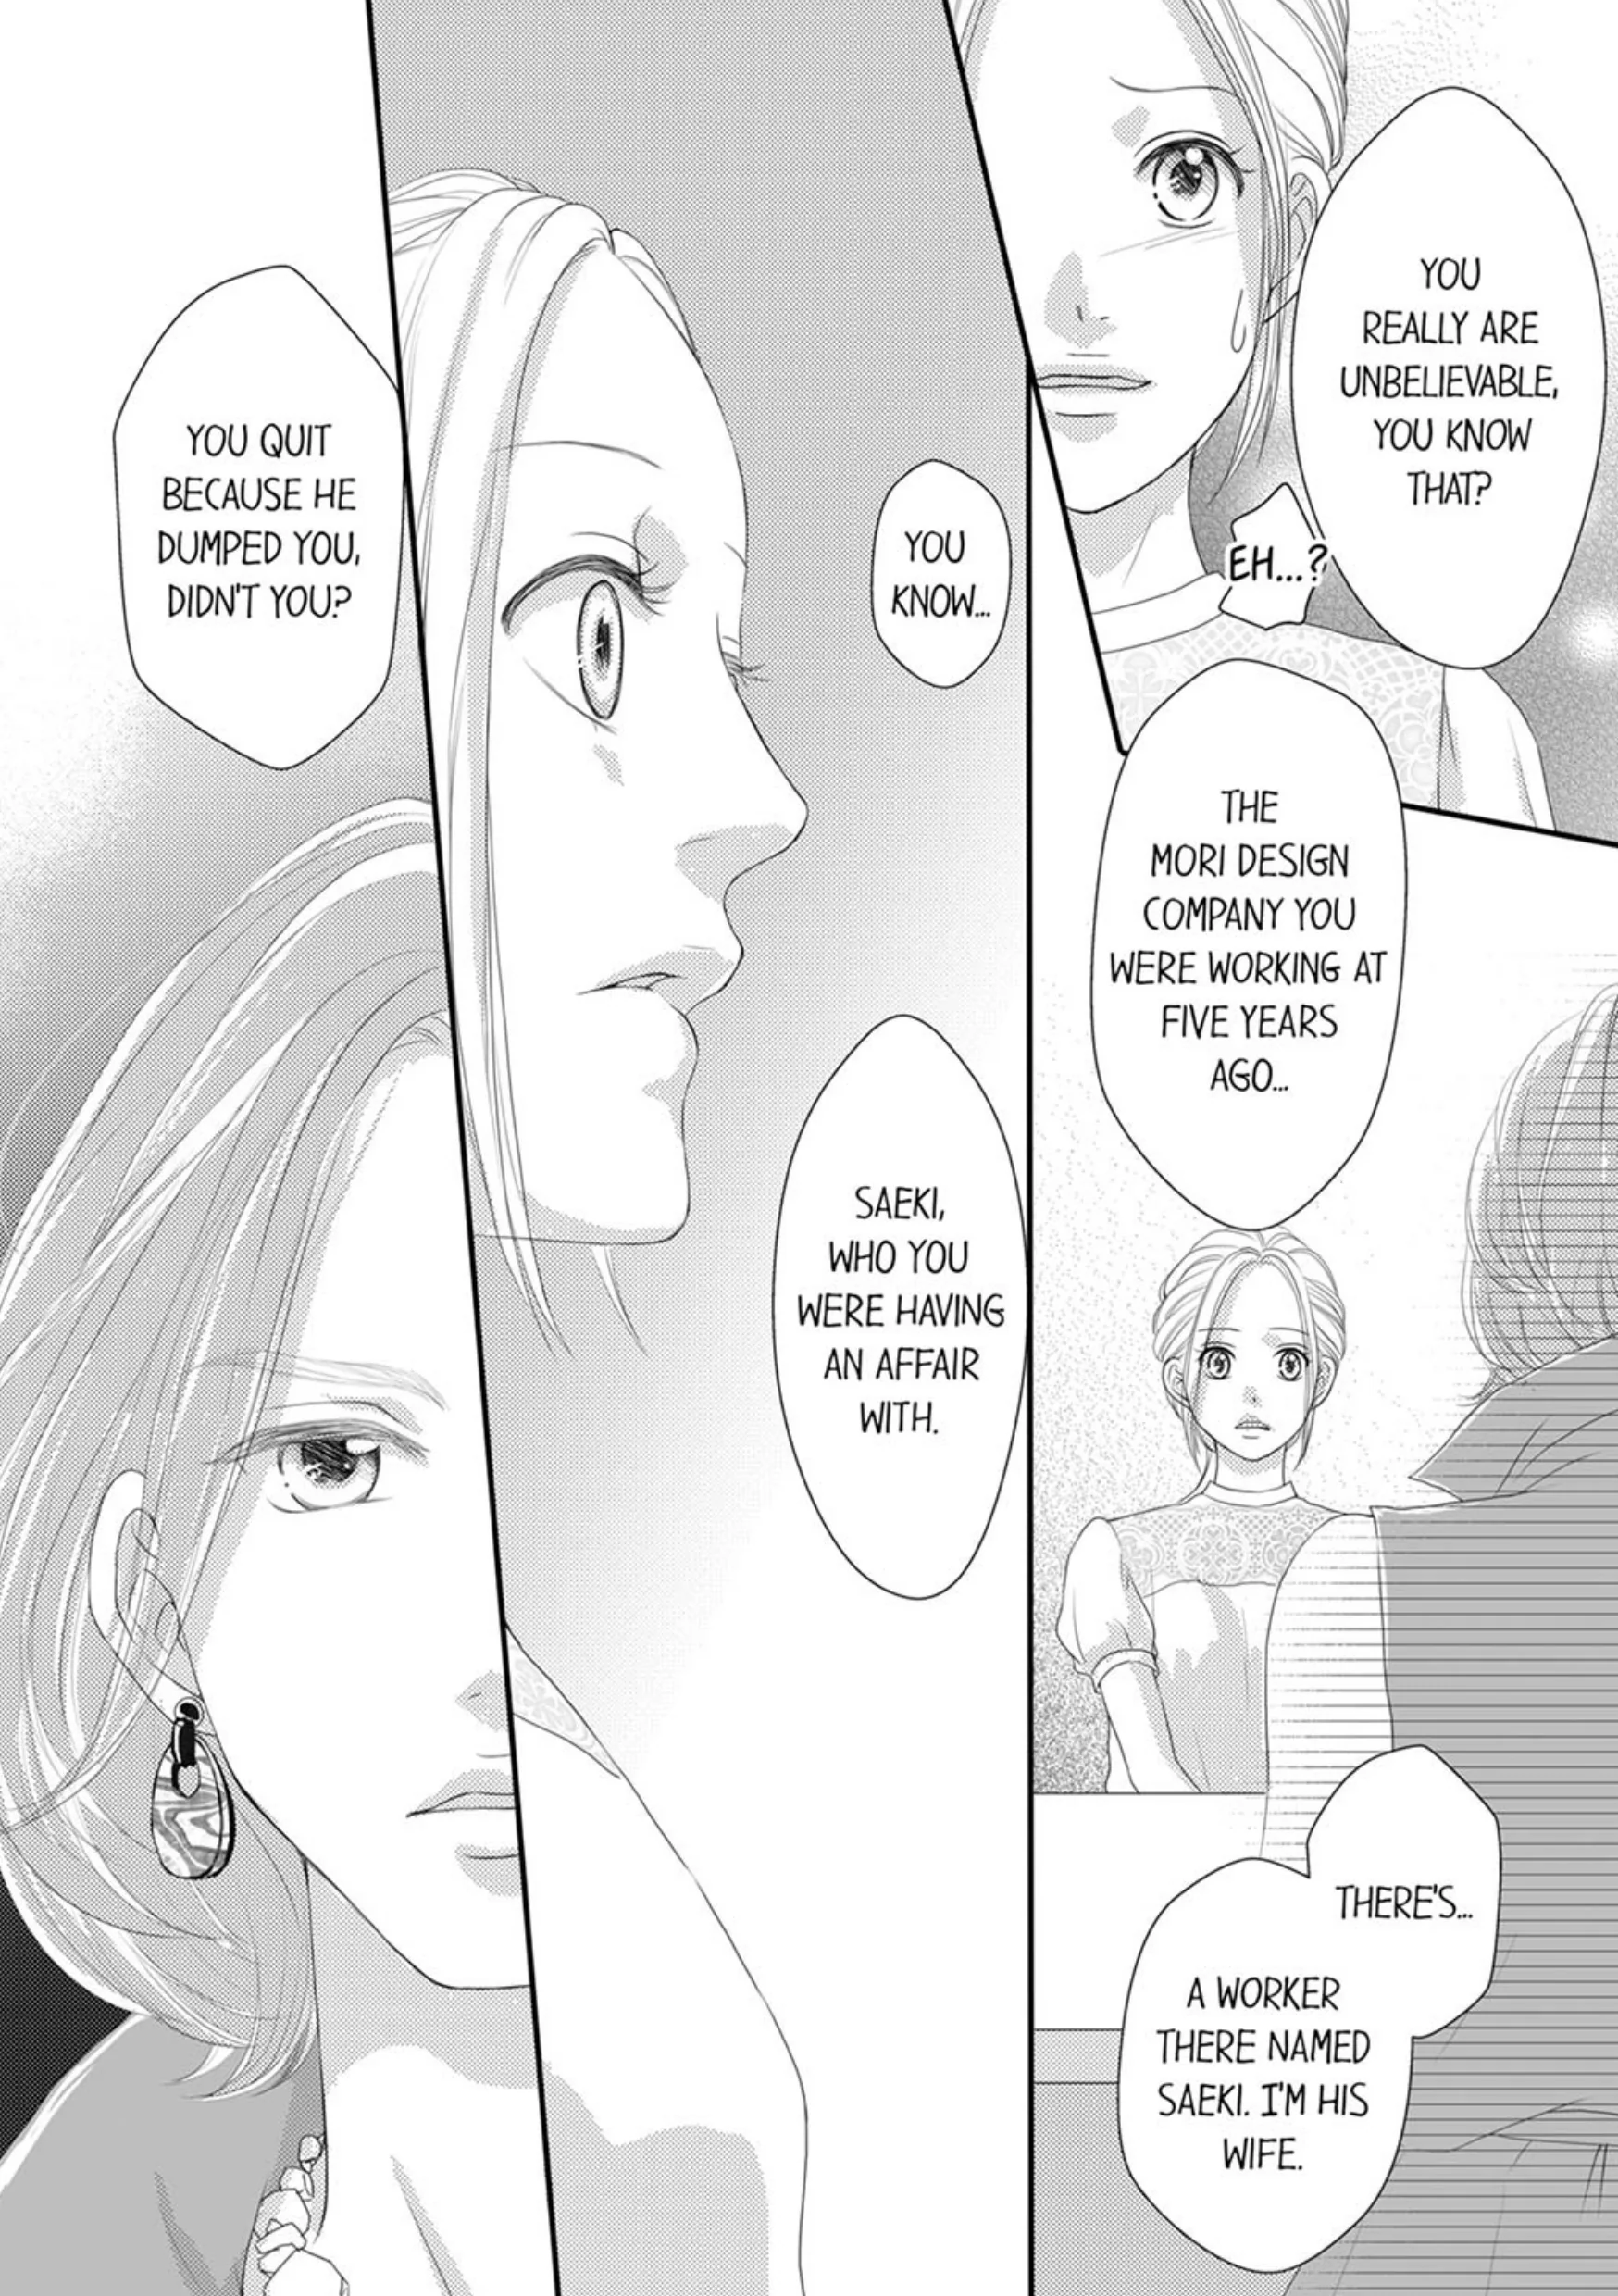 YOU
REALLY ARE
UNBELIEVABLE,
YOU KNOW
THAT?
EH...?
THE
MORI DESIGN
COMPANY YOU
WERE WORKING AT
FIVE YEARS
AGO...
THERE'S...
A WORKER
THERE NAMED
SAEKI. I'M HIS
WIFE.
YOU
KNOW...
SAEKI,
WHO YOU
WERE HAVING
AN AFFAIR
WITH.
YOU QUIT
BECAUSE HE
DUMPED YOU,
DIDN'T YOU?